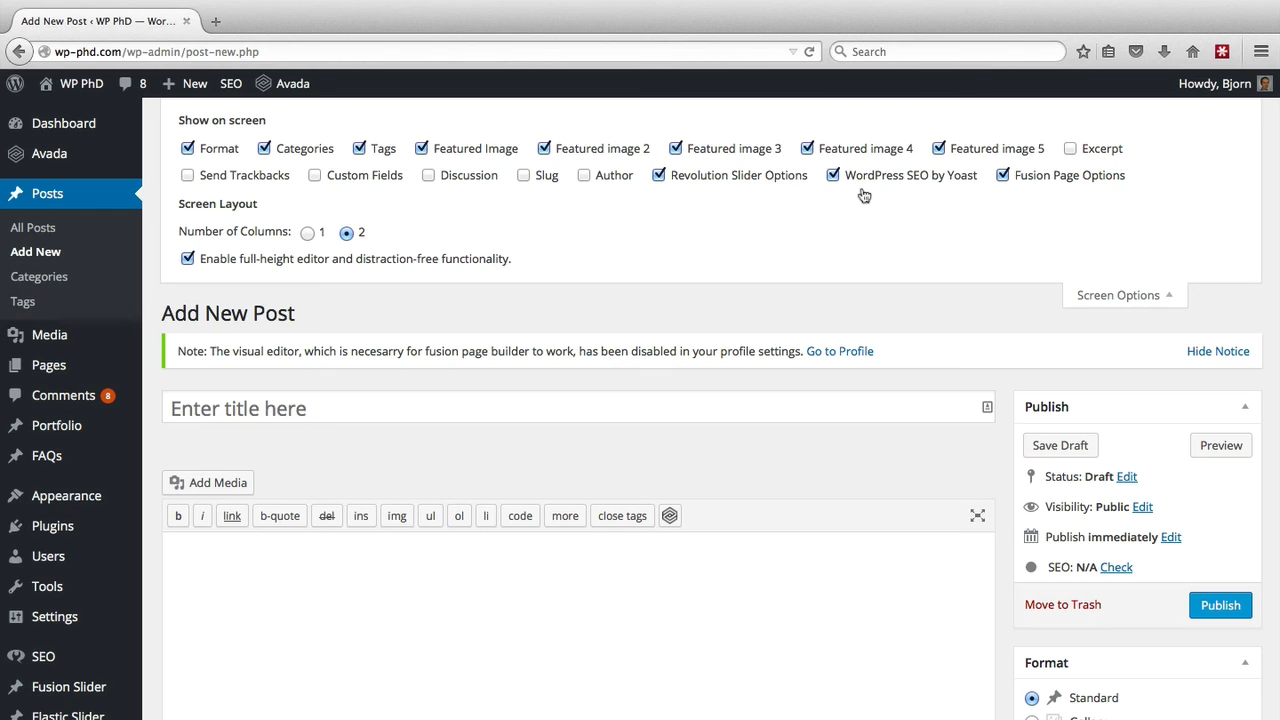 Add New Post ‹ WP PhD — Wor...
wp-phd.com/wp-admin/post-new.php
Search
WP PhD 8 New SEO Avada Howdy, Bjorn
Dashboard
Avada
Posts
All Posts
Add New
Categories
Tags
Media
Pages
Comments 8
Portfolio
FAQs
Appearance
Plugins
Users
Tools
Settings
SEO
Fusion Slider
Elastic Slider
Show on screen
Format Categories Tags Featured Image Featured image 2 Featured image 3 Featured image 4 Featured image 5 Excerpt
Send Trackbacks Custom Fields Discussion Slug Author Revolution Slider Options WordPress SEO by Yoast Fusion Page Options
Screen Layout
Number of Columns: 1 2
Enable full-height editor and distraction-free functionality.
Screen Options
Add New Post
Note: The visual editor, which is necesarry for fusion page builder to work, has been disabled in your profile settings. Go to Profile Hide Notice
Enter title here
Add Media
b i link b-quote del ins img ul ol li code more close tags
Publish
Save Draft Preview
Status: Draft Edit
Visibility: Public Edit
Publish immediately Edit
SEO: N/A Check
Move to Trash Publish
Format
Standard